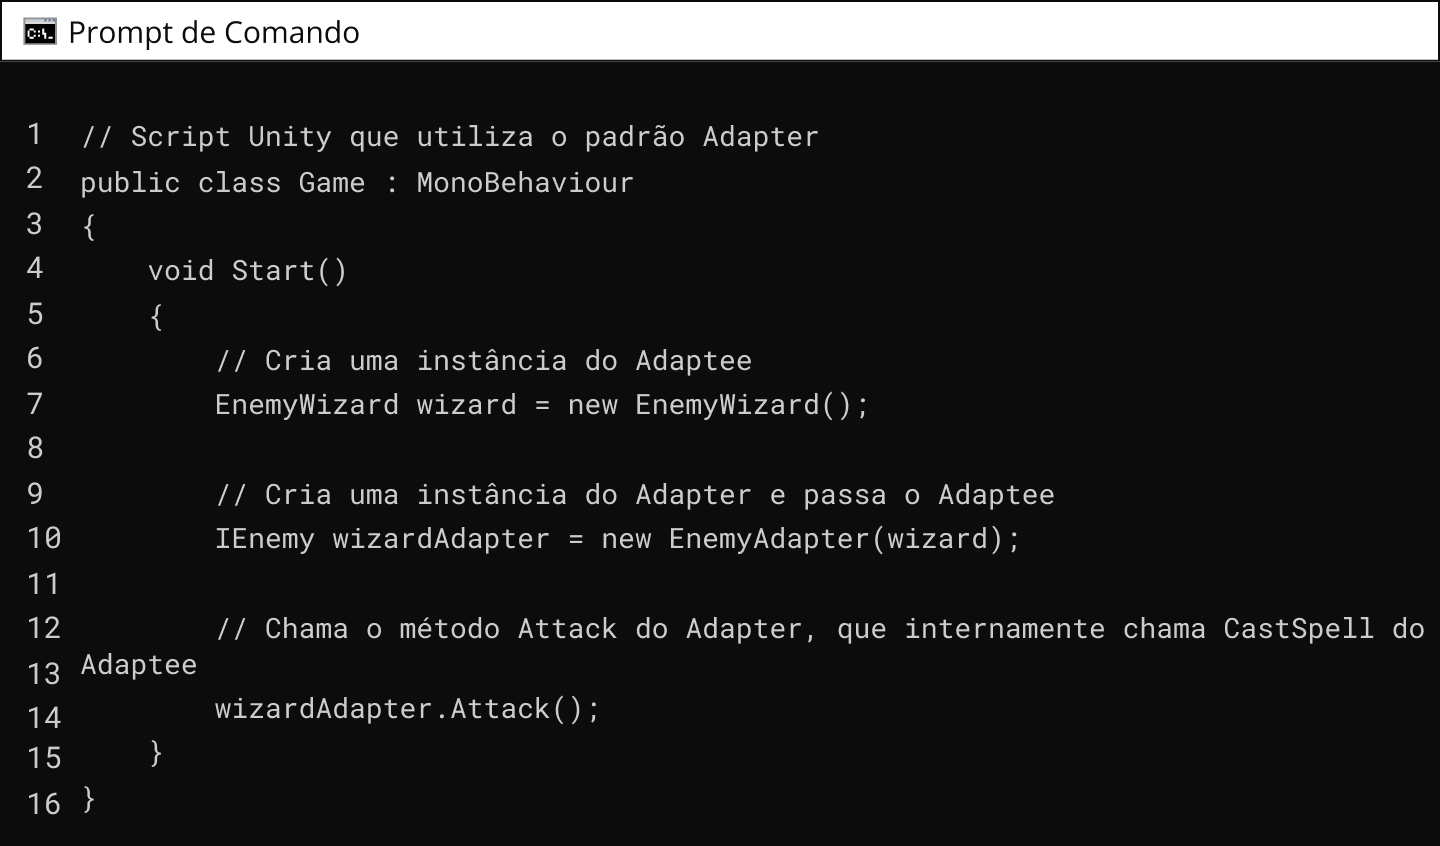 Prompt de Comando
1 // Script Unity que utiliza o padrão Adapter
2 public class Game : MonoBehaviour
3 {
4     void Start()
5     {
6         // Cria uma instância do Adaptee
7         EnemyWizard wizard = new EnemyWizard();
8
9         // Cria uma instância do Adapter e passa o Adaptee
10         IEnemy wizardAdapter = new EnemyAdapter(wizard);
11
12         // Chama o método Attack do Adapter, que internamente chama CastSpell do
13 Adaptee
14         wizardAdapter.Attack();
15     }
16 }